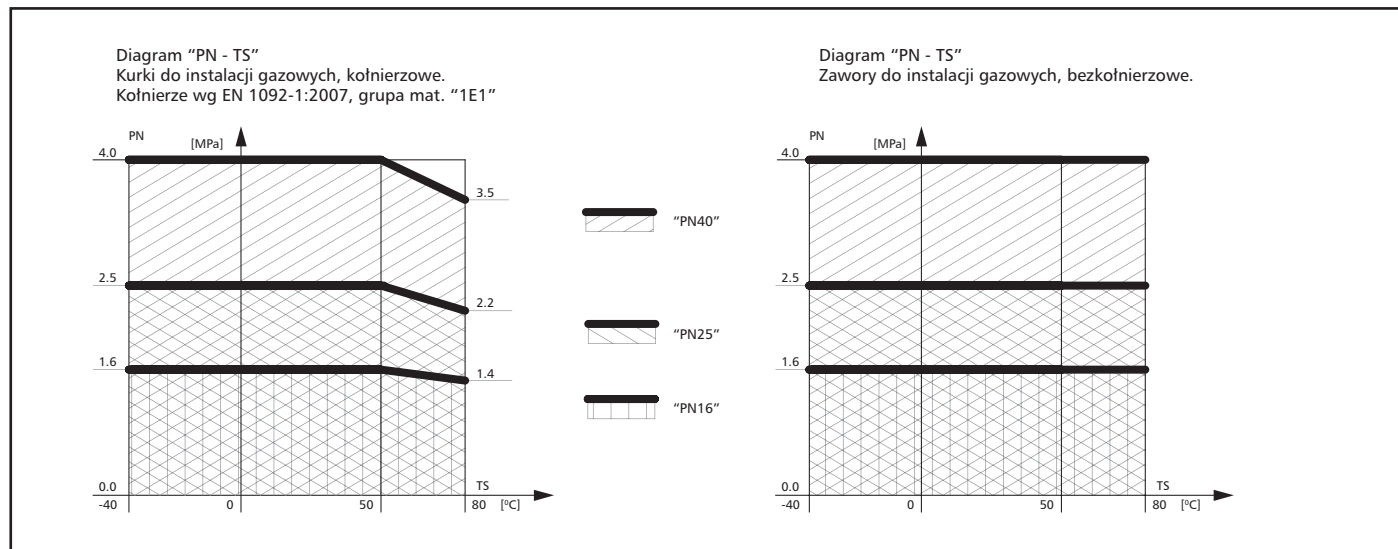 Diagram “PN - TS”
Kurki do instalacji gazowych, kołnierzowe.
Kołnierze wg EN 1092-1:2007, grupa mat. “1E1”
PN
[MPa]
4.0
3.5
2.5
2.2
1.6
1.4
0.0
TS
-40
0
50
80
[⁰C]
“PN40”
“PN25”
“PN16”
Diagram “PN - TS”
Zawory do instalacji gazowych, bezkołnierzowe.
PN
[MPa]
4.0
2.5
1.6
0.0
TS
-40
0
50
80
[⁰C]